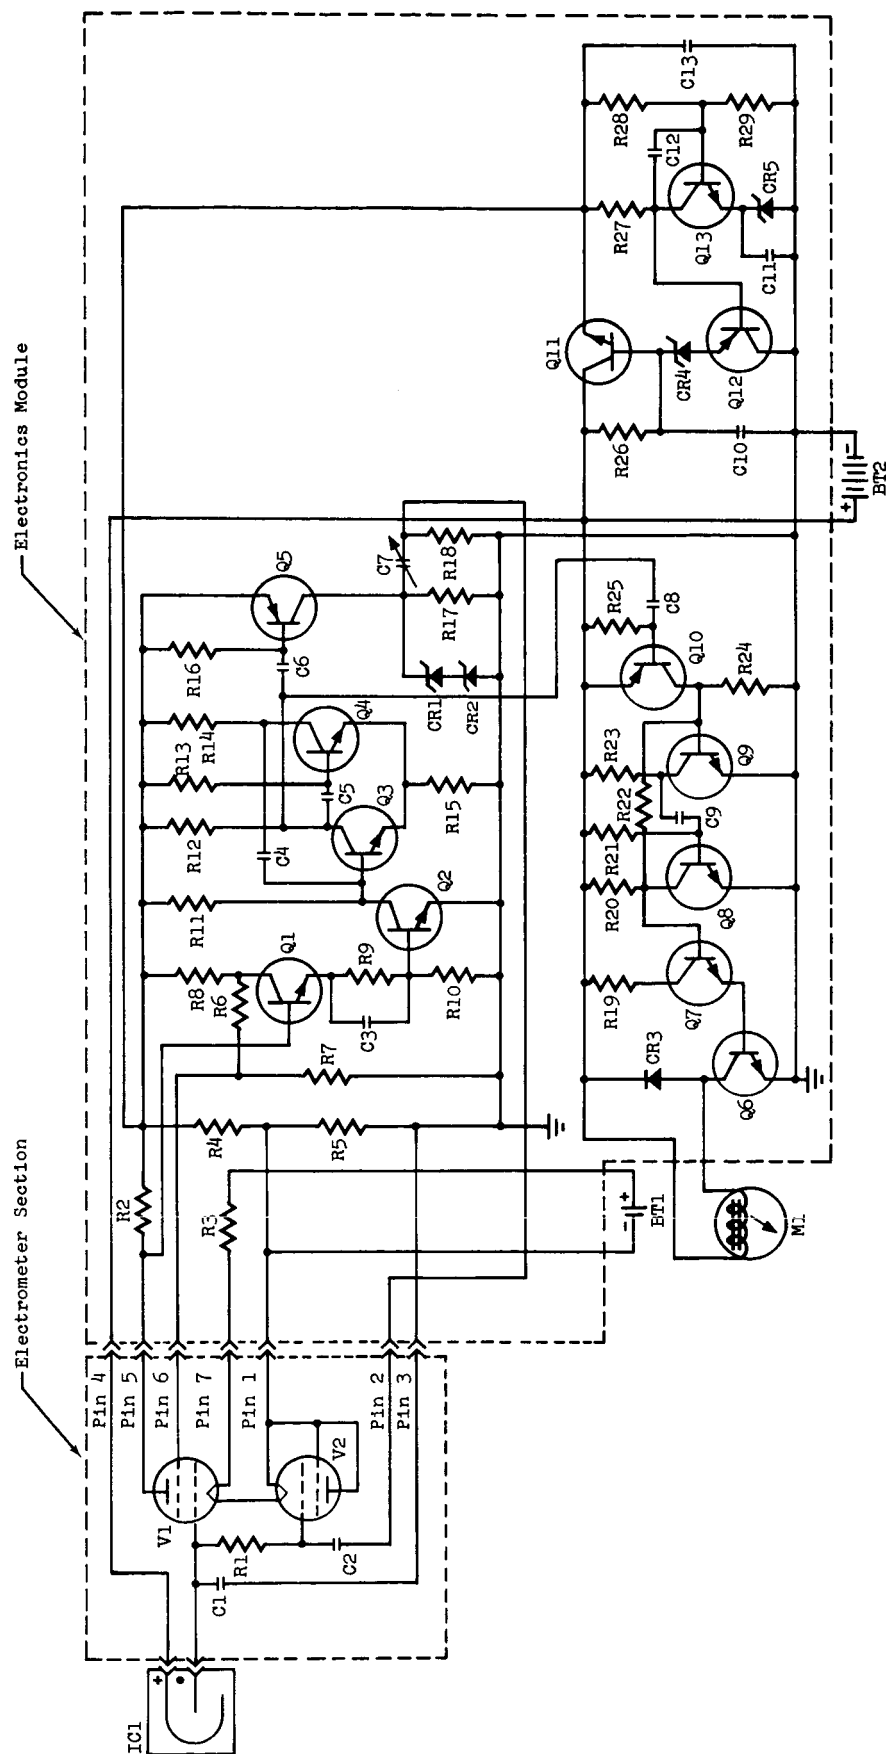 Electronics Module
Electrometer Section
IC1
+
•
Pin 4
Pin 5
Pin 6
Pin 7
Pin 1
Pin 2
Pin 3
V1
V2
R1
C1
C2
R2
R3
R4
R5
BT1
- +
R6
R7
R8
Q1
R9
C3
R10
R11
Q2
R12
C4
Q3
R13
C5
R14
Q4
R15
R16
C6
Q5
CR1
CR2
C7
R17
R18
M1
CR3
Q6
R19
Q7
R20
Q8
R21
R22
C9
R23
Q9
Q10
R24
R25
C8
+ -
BT2
R26
C10
Q11
CR4
Q12
R27
Q13
C11
CR5
C12
R28
R29
C13